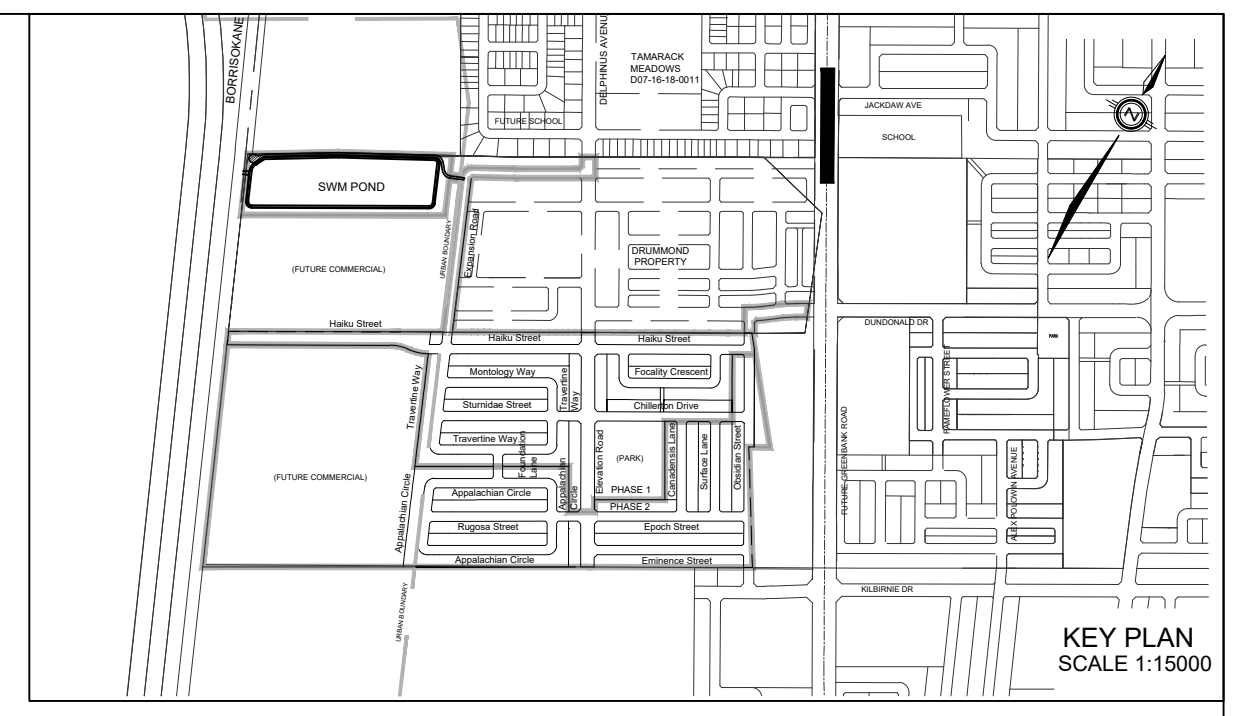 BORRISOKANE
DELPHINUS AVENUE
TAMARACK
MEADOWS
D07-16-18-0011
FUTURE SCHOOL
JACKDAW AVE
SCHOOL
N
SWM POND
URBAN BOUNDARY
Expansion Road
DRUMMOND
PROPERTY
(FUTURE COMMERCIAL)
Haiku Street
Haiku Street
Haiku Street
DUNDONALD DR
PARK
Travertine Way
Montology Way
Travertine
Way
Focality Crescent
Sturnidae Street
Chillerton Drive
FAMEFLOWER STREET
Travertine Way
Foundation
Lane
Elevation Road
(PARK)
Canadensis Lane
Surface Lane
Obsidian Street
FUTURE GREENBANK ROAD
ALEX POLOWIN AVENUE
(FUTURE COMMERCIAL)
Appalachian Circle
Appalachian Circle
Appalachian
Circle
PHASE 1
PHASE 2
Rugosa Street
Epoch Street
Appalachian Circle
Eminence Street
URBAN BOUNDARY
KILBIRNIE DR
KEY PLAN
SCALE 1:15000